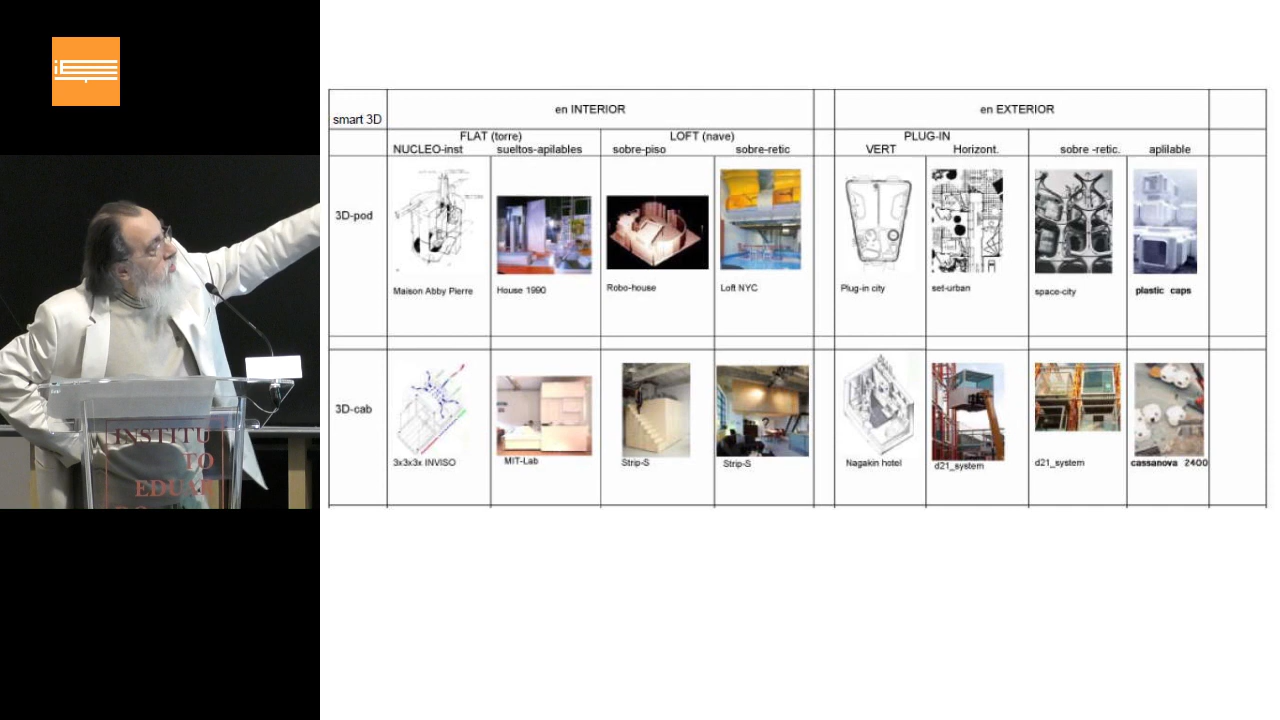 smart 3D
en INTERIOR
en EXTERIOR
FLAT (torre)
LOFT (nave)
PLUG-IN
NUCLEO-inst
sueltos-apilables
sobre-piso
sobre-retic
VERT
Horizont.
sobre -retic.
aplilable
3D-pod
Maison Abby Pierre
House 1990
Robo-house
Loft NYC
Plug-in city
set-urban
space-city
plastic caps
3D-cab
3x3x3x INVISO
MIT-Lab
Strip-S
Strip-S
Nagakin hotel
d21_system
d21_system
cassanova 2400
INSTITU
TO
EDUAR